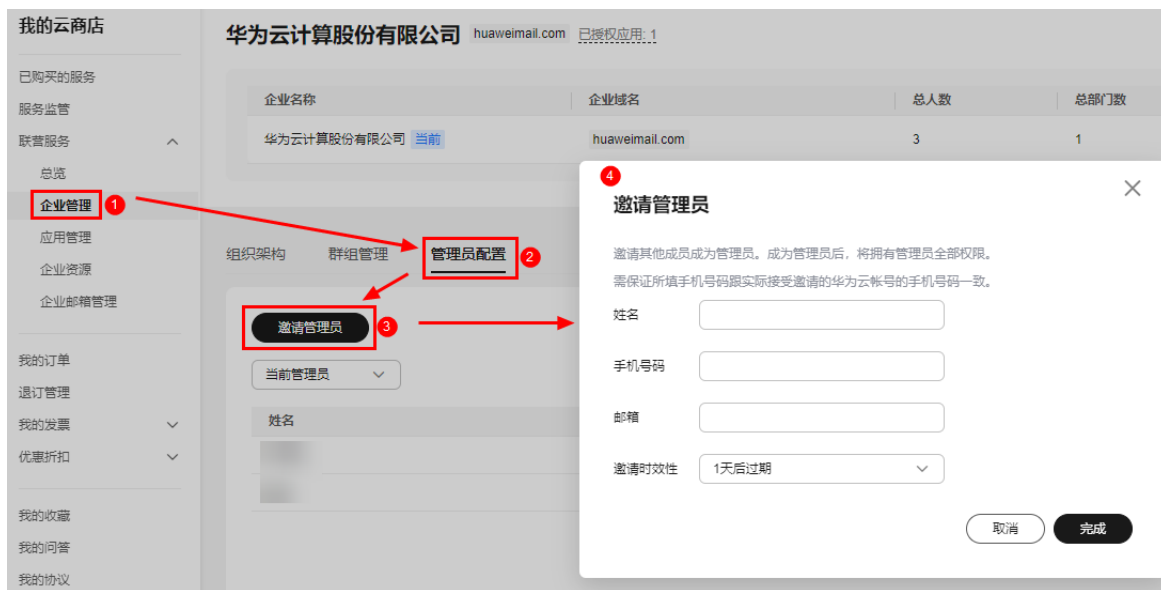 我的云商店
已购买的服务
服务监管
联营服务
总览
企业管理 1
应用管理
企业资源
企业邮箱管理
我的订单
退订管理
我的发票
优惠折扣
我的收藏
我的问答
我的协议
华为云计算股份有限公司 huaweimail.com 已授权应用: 1
企业名称 企业域名 总人数 总部门数
华为云计算股份有限公司 当前 huaweimail.com 3 1
组织架构 群组管理 管理员配置 2
邀请管理员 3
当前管理员
姓名
4
邀请管理员
邀请其他成员成为管理员。成为管理员后，将拥有管理员全部权限。
需保证所填手机号码跟实际接受邀请的华为云帐号的手机号码一致。
姓名
手机号码
邮箱
邀请时效性 1天后过期
取消 完成